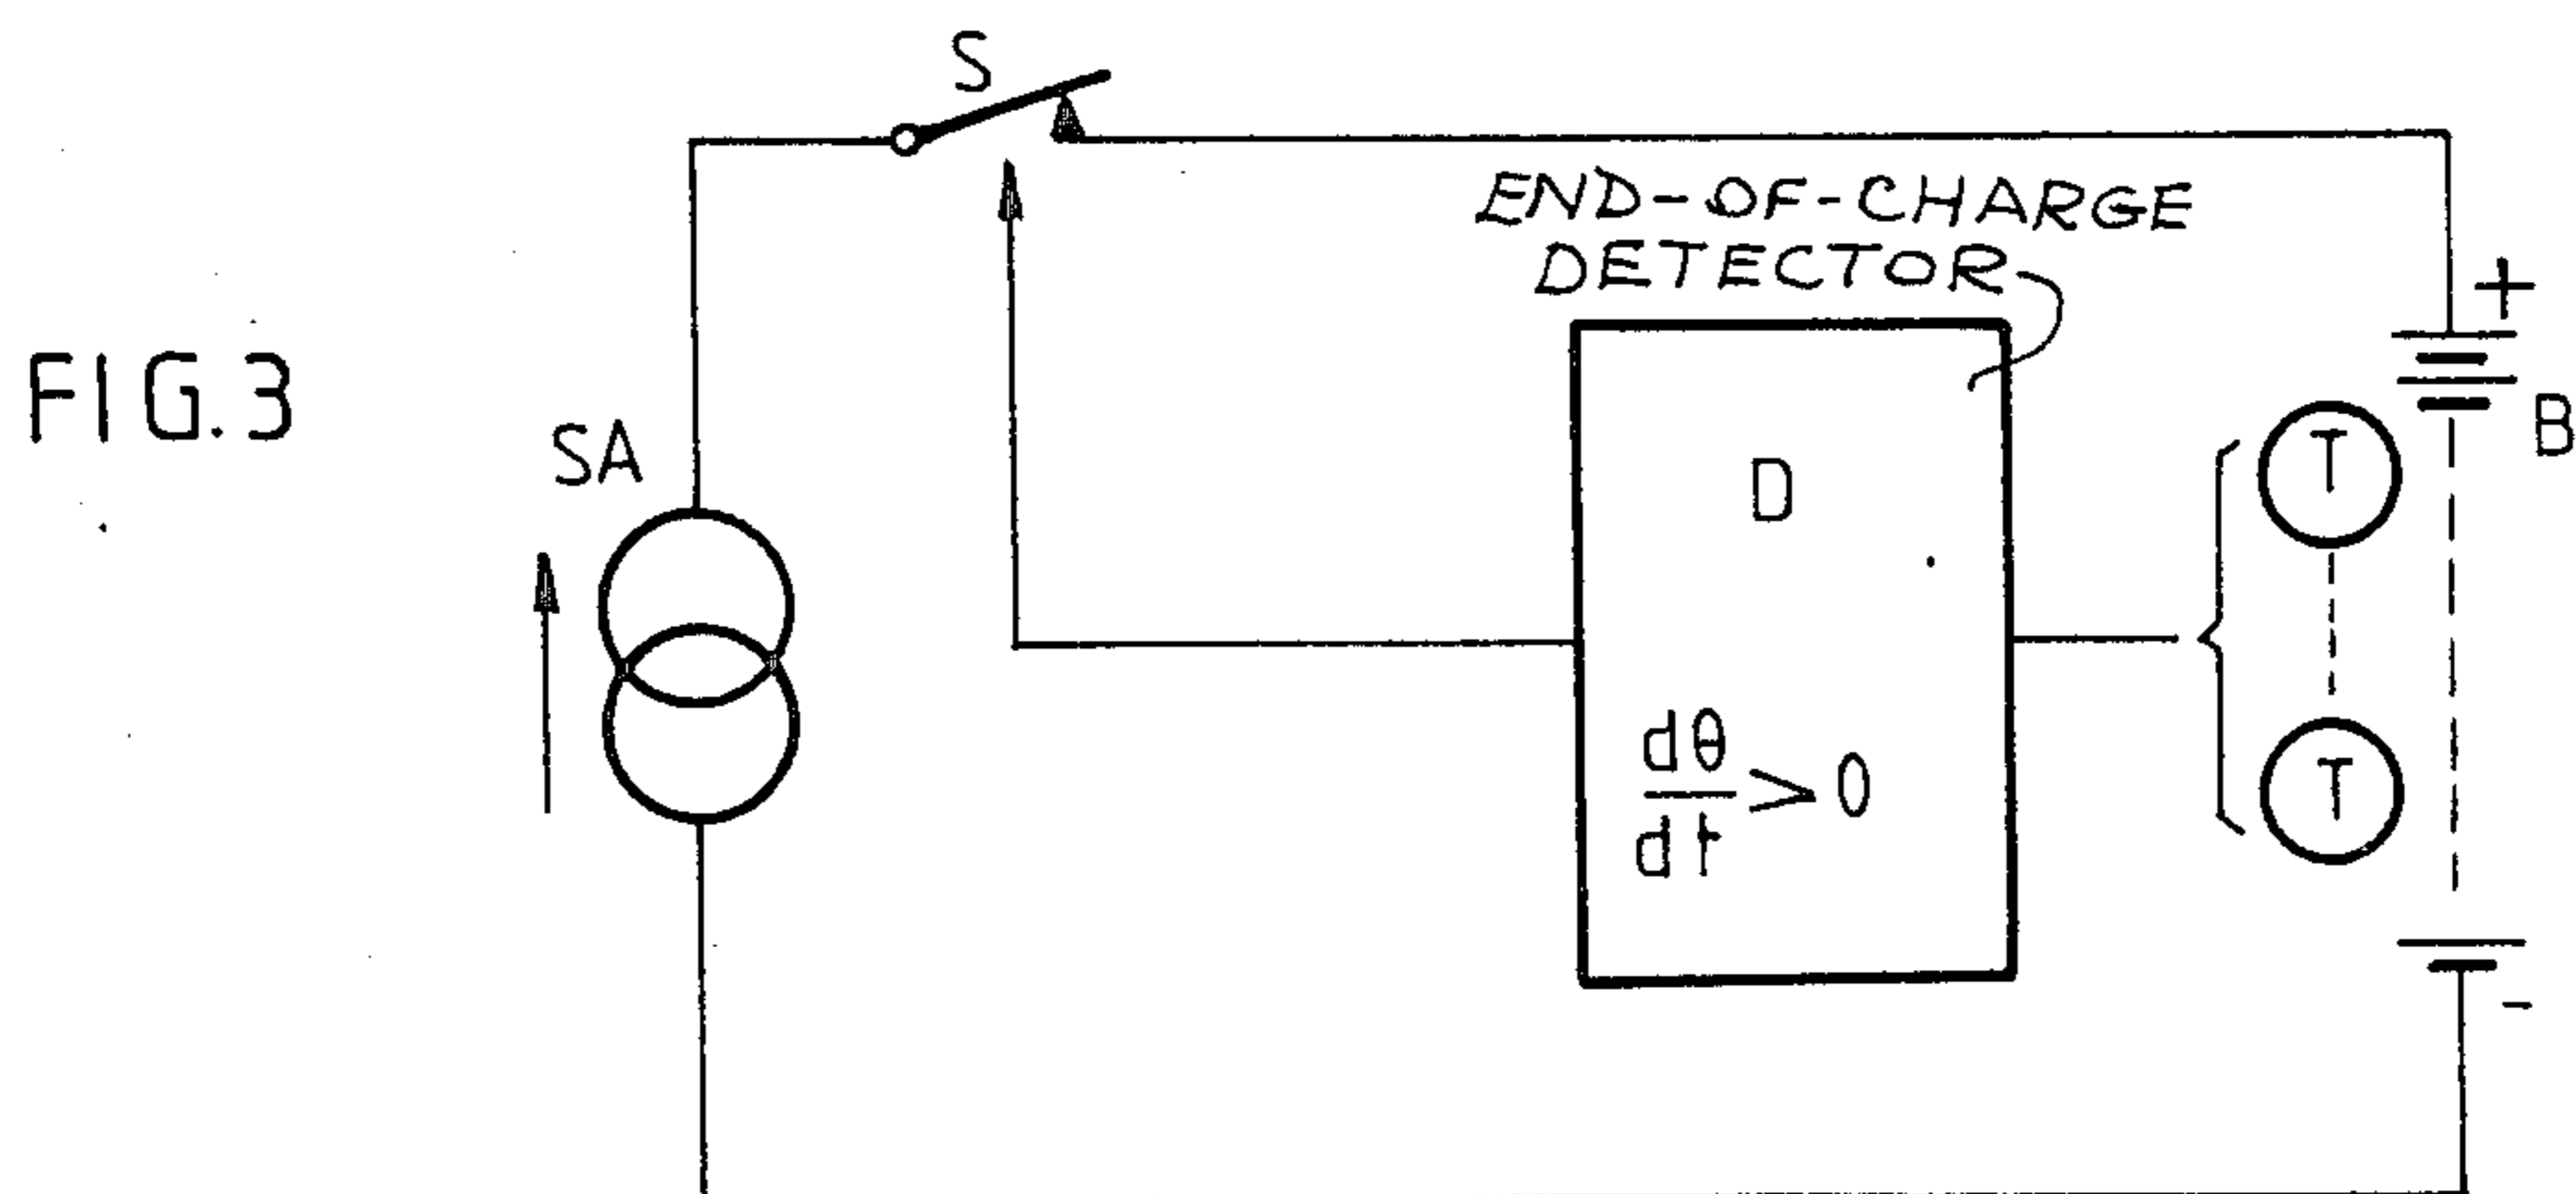 S
END-OF-CHARGE
DETECTOR
+
FIG.3
SA
B
T
D
dθ
dt
>0
T
-